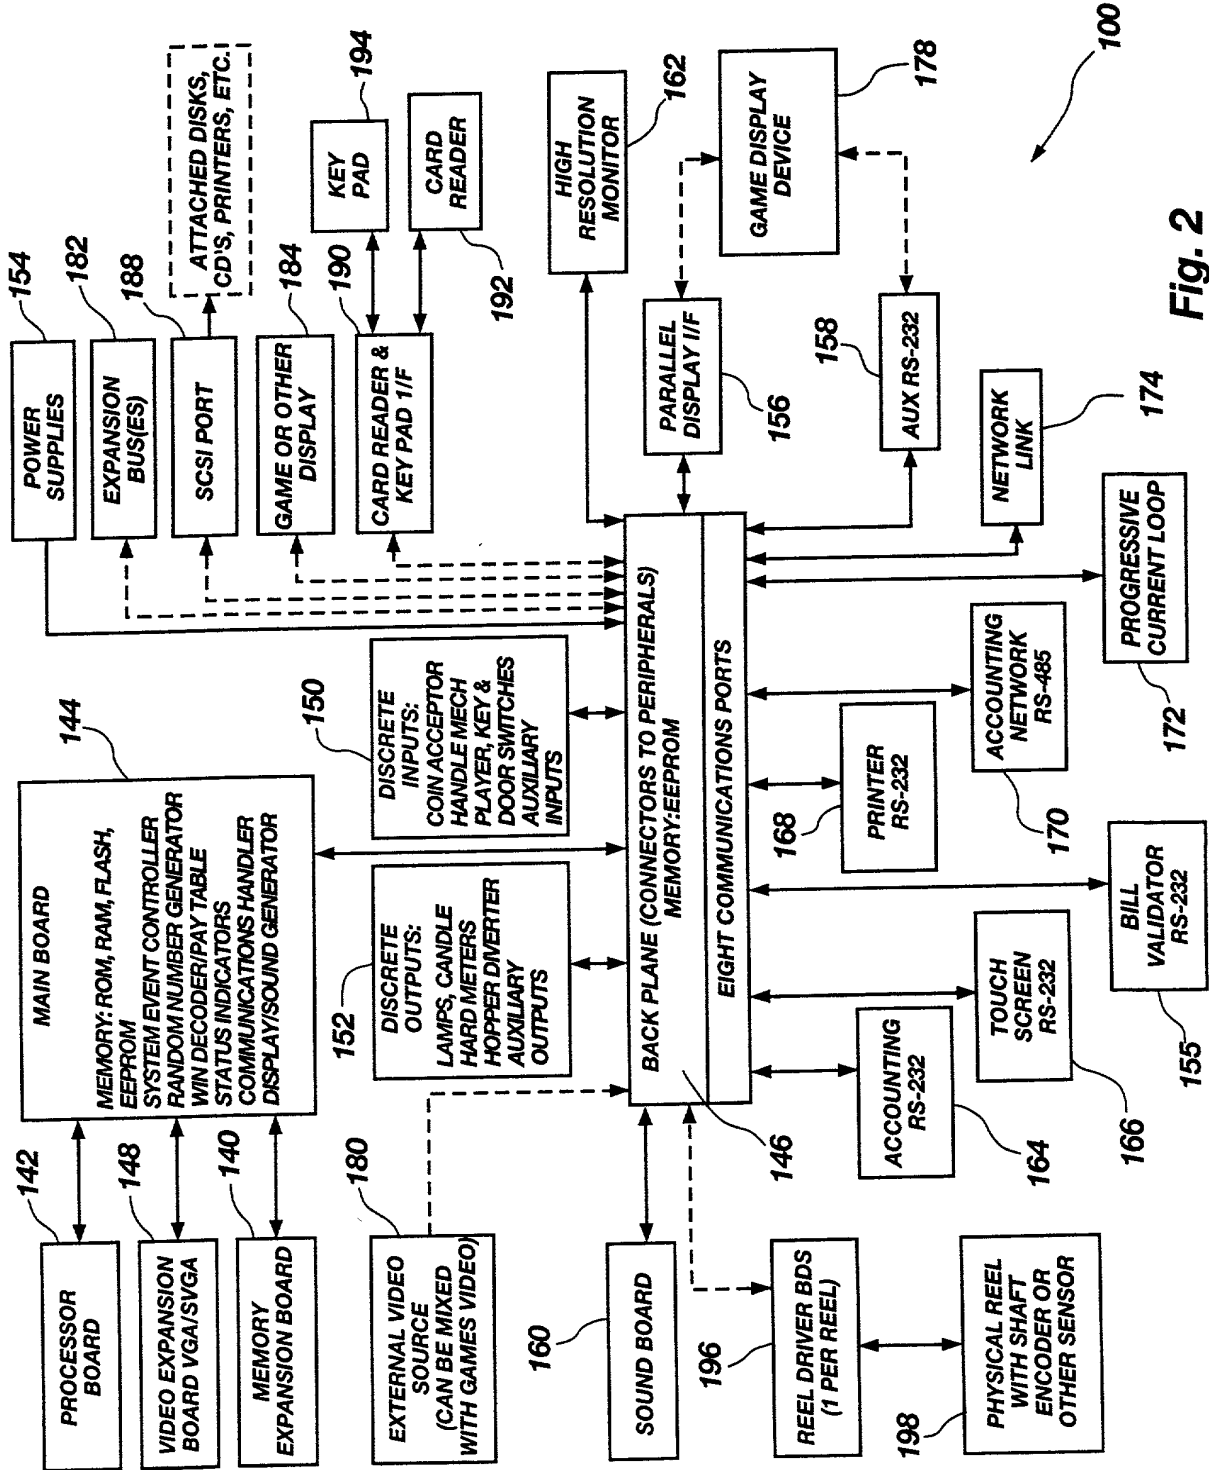 142
PROCESSOR
BOARD
148
VIDEO EXPANSION
BOARD VGA/SVGA
140
MEMORY
EXPANSION BOARD
144
MAIN BOARD
MEMORY: ROM, RAM, FLASH,
EEPROM
SYSTEM EVENT CONTROLLER
RANDOM NUMBER GENERATOR
WIN DECODER/PAY TABLE
STATUS INDICATORS
COMMUNICATIONS HANDLER
DISPLAY/SOUND GENERATOR
154
POWER
SUPPLIES
182
EXPANSION
BUS(ES)
188
SCSI PORT
ATTACHED DISKS,
CD'S, PRINTERS, ETC.
184
GAME OR OTHER
DISPLAY
190
CARD READER &
KEY PAD 1/F
194
KEY
PAD
CARD
READER
192
180
EXTERNAL VIDEO
SOURCE
(CAN BE MIXED
WITH GAMES VIDEO)
152
DISCRETE
OUTPUTS:
LAMPS, CANDLE
HARD METERS
HOPPER DIVERTER
AUXILIARY
OUTPUTS
150
DISCRETE
INPUTS:
COIN ACCEPTOR
HANDLE MECH
PLAYER, KEY &
DOOR SWITCHES
AUXILIARY
INPUTS
HIGH
RESOLUTION
MONITOR
162
160
SOUND BOARD
BACK PLANE (CONNECTORS TO PERIPHERALS)
MEMORY:EEPROM
EIGHT COMMUNICATIONS PORTS
146
PARALLEL
DISPLAY I/F
156
GAME DISPLAY
DEVICE
178
196
REEL DRIVER BDS
(1 PER REEL)
158
AUX RS-232
ACCOUNTING
RS-232
164
168
PRINTER
RS-232
TOUCH
SCREEN
RS-232
166
ACCOUNTING
NETWORK
RS-485
170
NETWORK
LINK
174
198
PHYSICAL REEL
WITH SHAFT
ENCODER OR
OTHER SENSOR
BILL
VALIDATOR
RS-232
155
PROGRESSIVE
CURRENT LOOP
172
100
Fig. 2